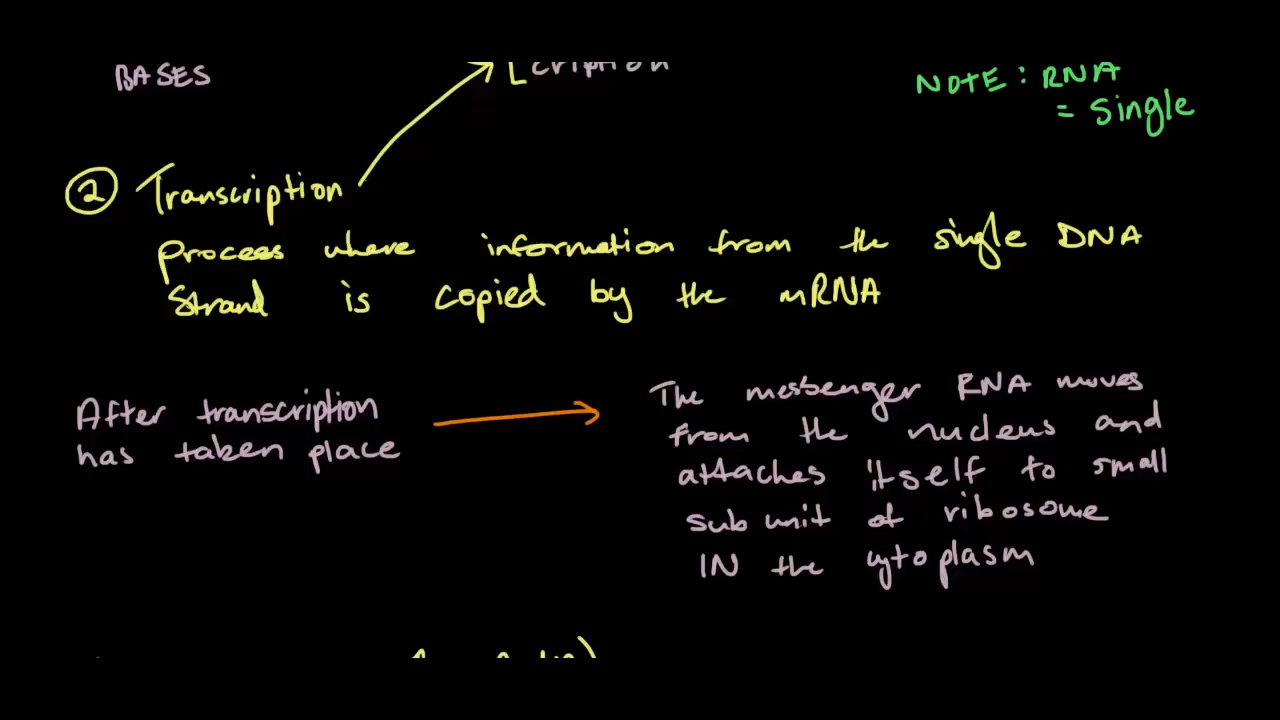 BASES
NOTE: RNA
= Single
② Transcription
process where information from the single DNA
Strand is copied by the mRNA
After transcription
has taken place
The messenger RNA moves
from the nucleus and
attaches itself to small
sub unit of ribosome
IN the cytoplasm